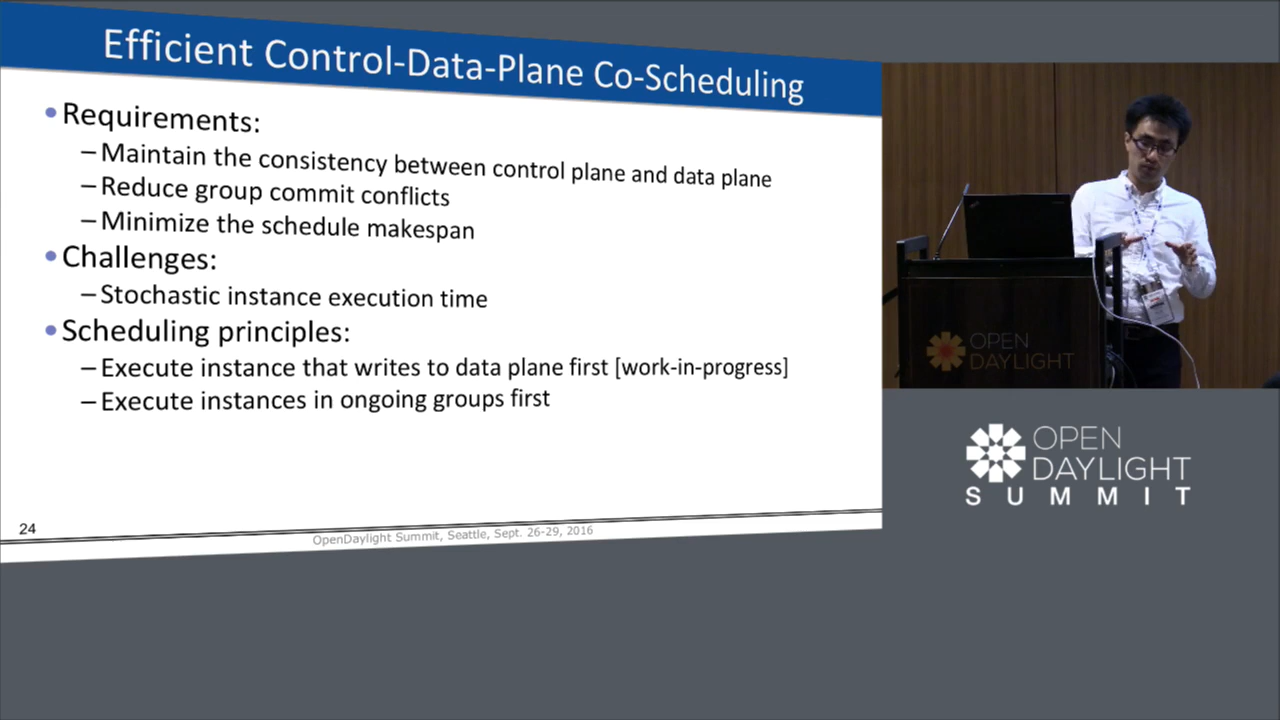 Efficient Control-Data-Plane Co-Scheduling
•Requirements:
–Maintain the consistency between control plane and data plane
–Reduce group commit conflicts
–Minimize the schedule makespan
•Challenges:
–Stochastic instance execution time
•Scheduling principles:
–Execute instance that writes to data plane first [work-in-progress]
–Execute instances in ongoing groups first
24
OpenDaylight Summit, Seattle, Sept. 26-29, 2016
OPEN
DAYLIGHT
OPEN
DAYLIGHT
SUMMIT